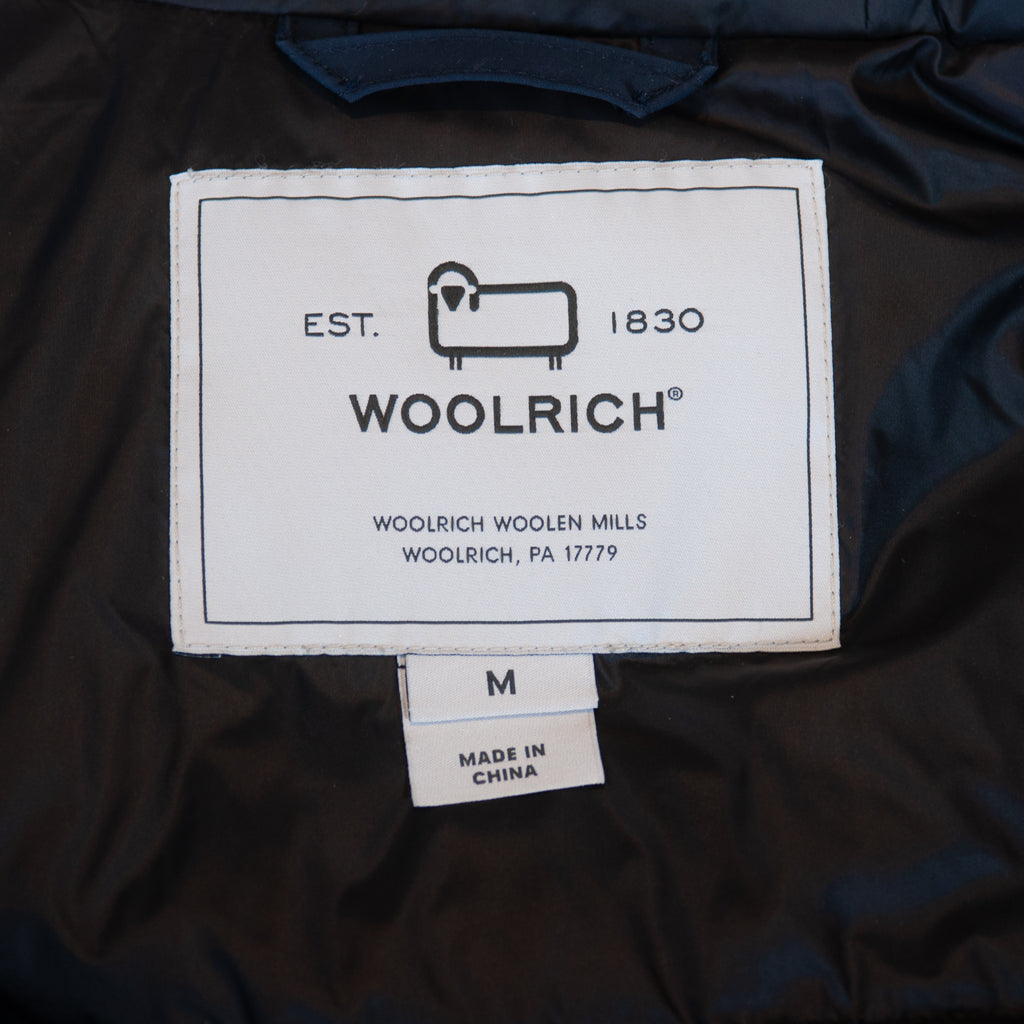 EST. 1830
WOOLRICH®
WOOLRICH WOOLEN MILLS
WOOLRICH, PA 17779
M
MADE IN
CHINA